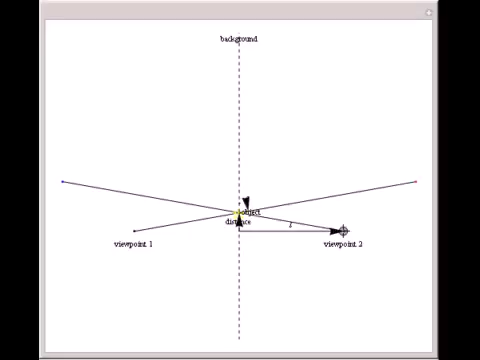 background
object
distance
viewpoint 1
viewpoint 2